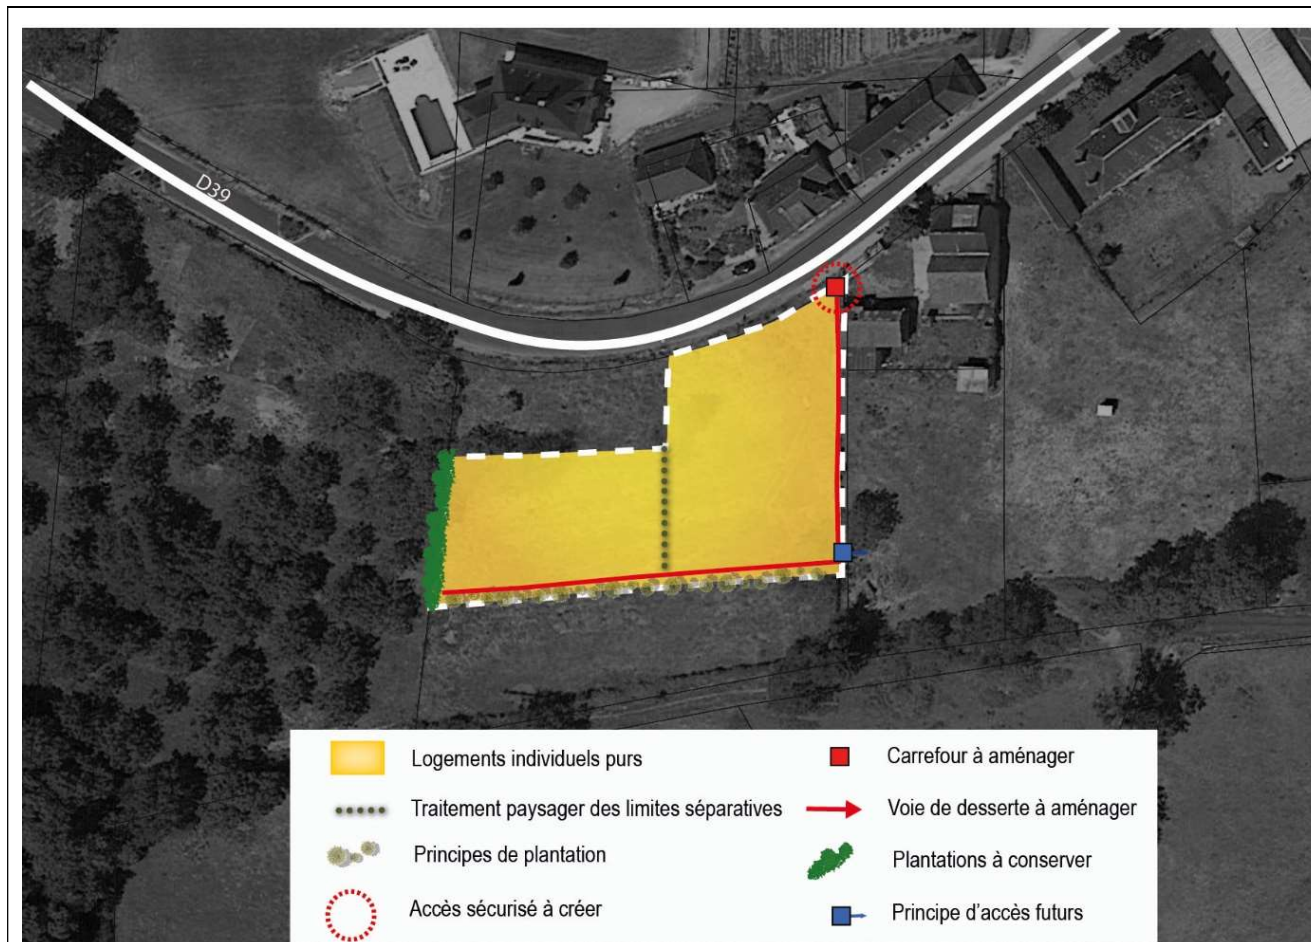 D39
Logements individuels purs
Traitement paysager des limites séparatives
Principes de plantation
Accès sécurisé à créer
Carrefour à aménager
Voie de desserte à aménager
Plantations à conserver
Principe d'accès futurs